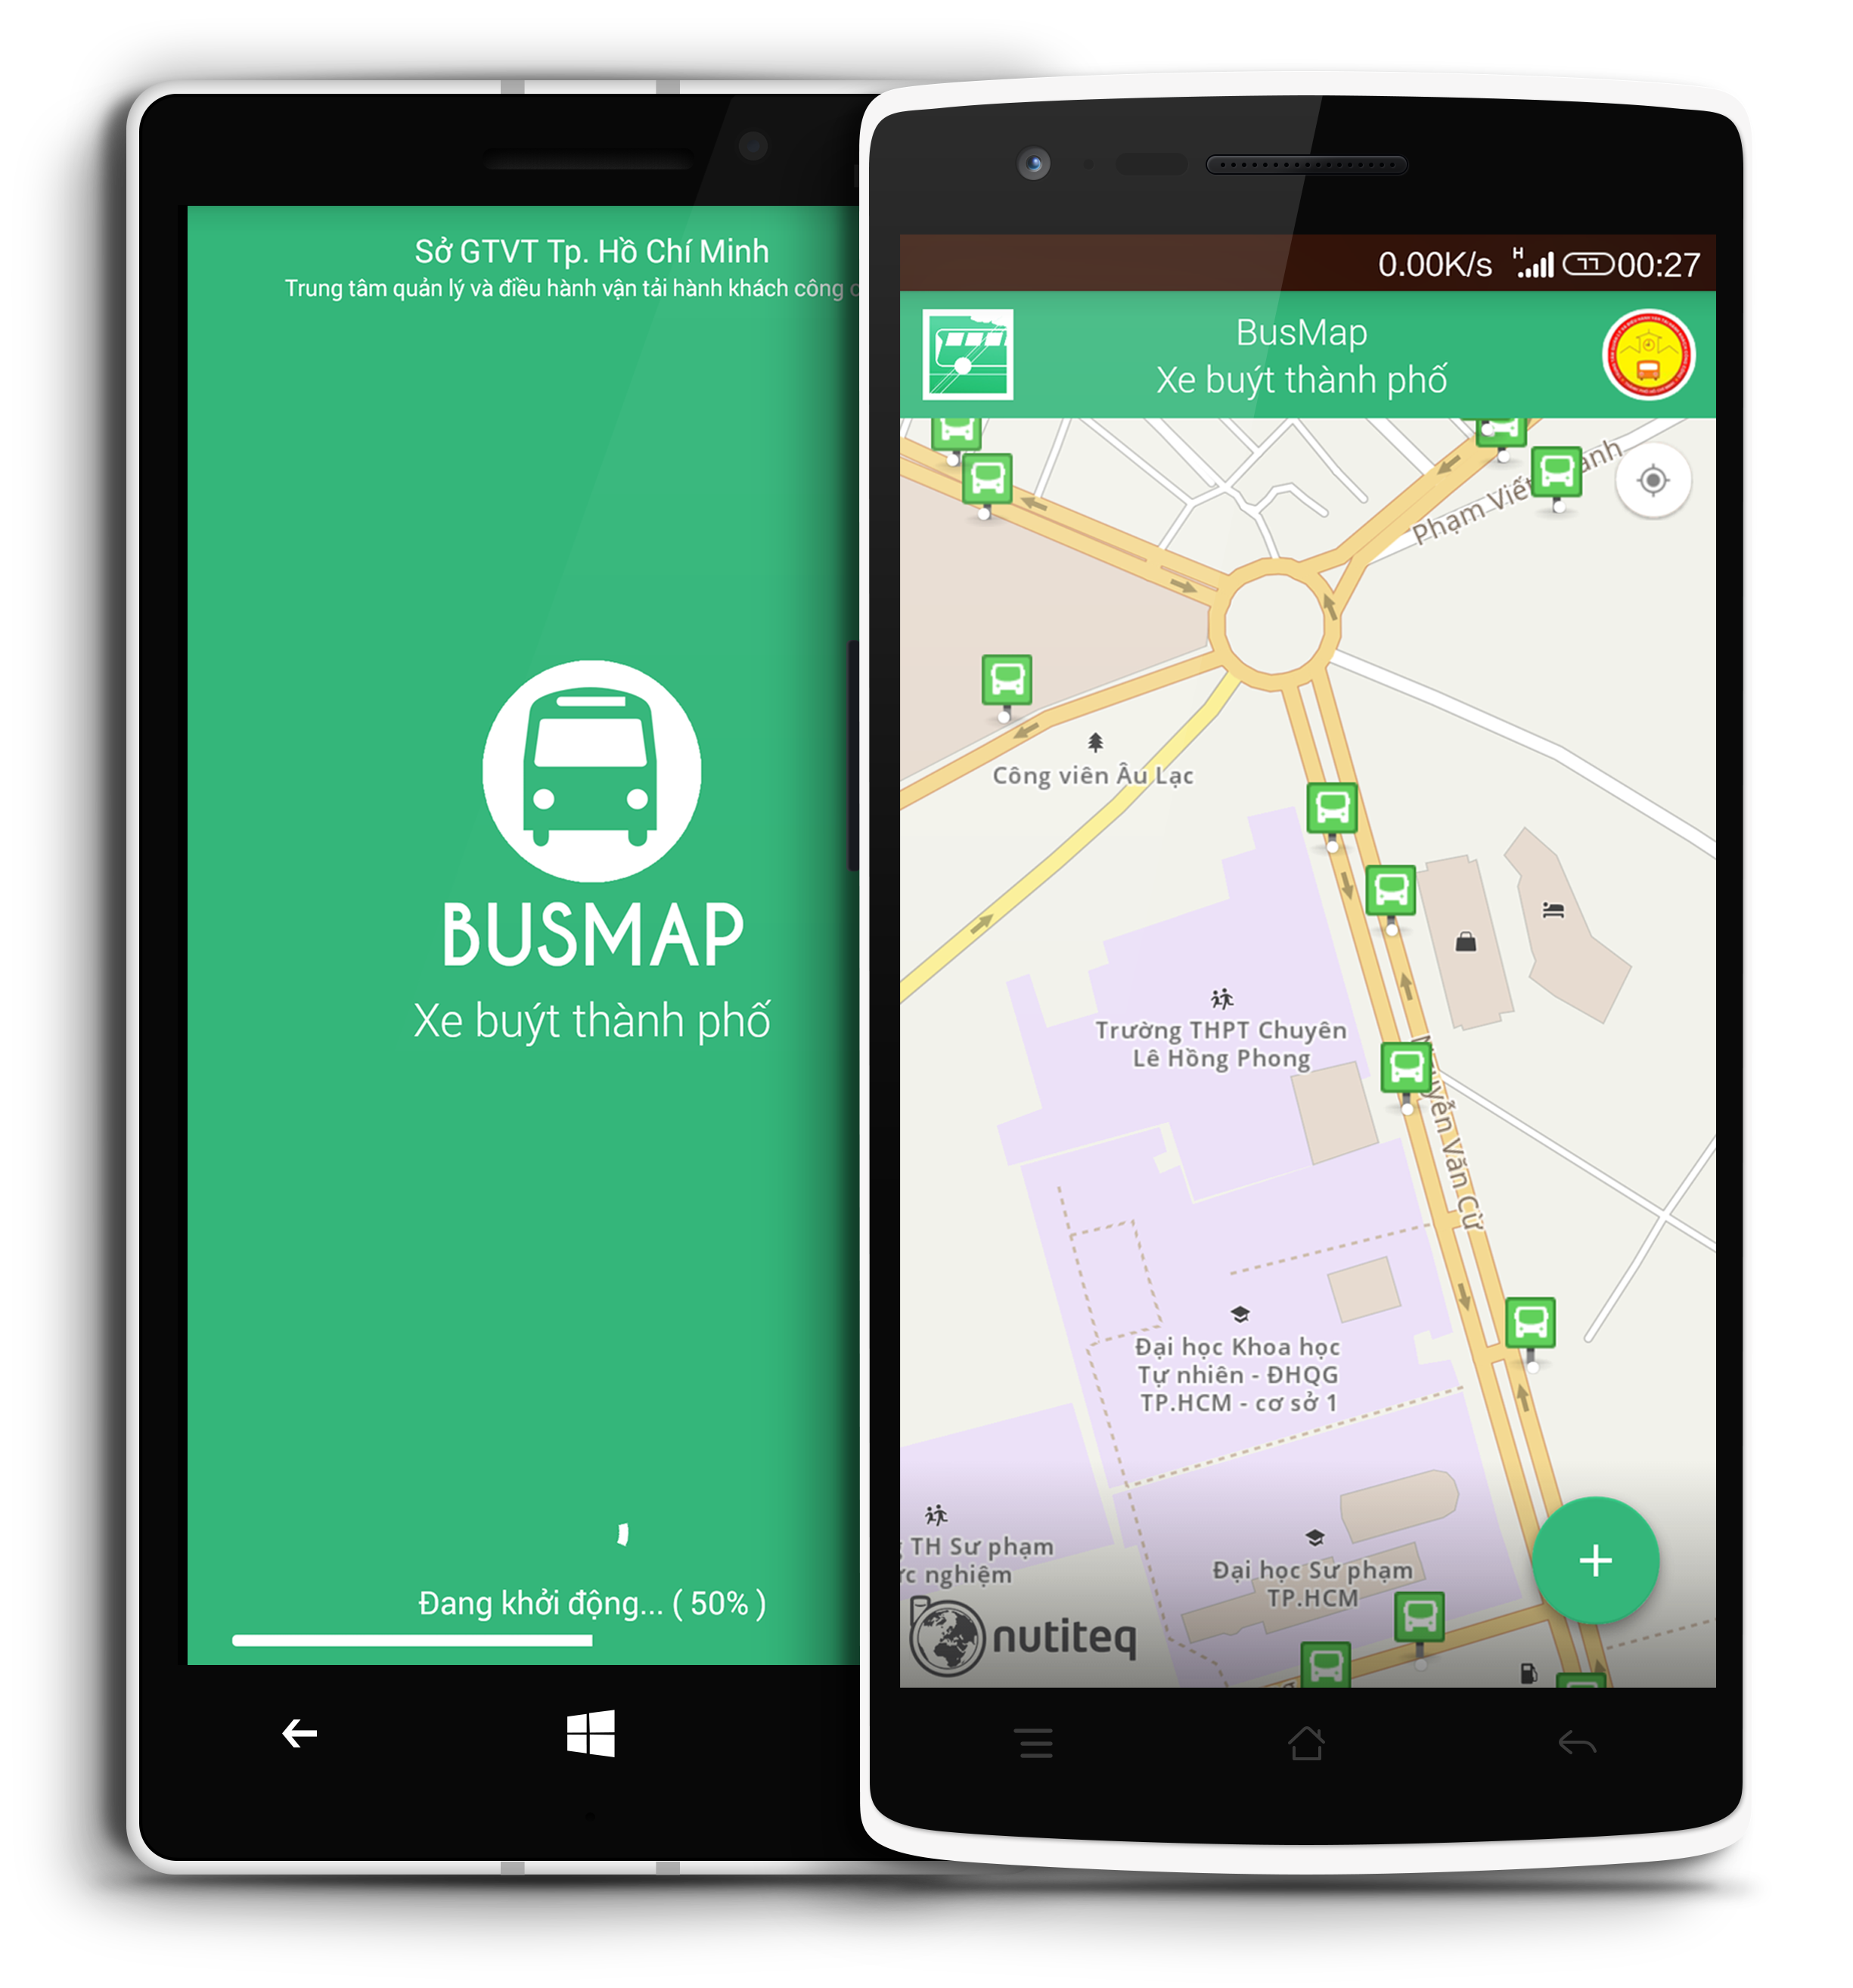 Sở GTVT Tp. Hồ Chí Minh
Trung tâm quản lý và điều hành vận tải hành khách công
BUSMAP
Xe buýt thành phố
Đang khởi động... ( 50% )
0.00K/s H 77 00:27
BusMap
Xe buýt thành phố
Phạm Viết
Công viên Âu Lạc
Trường THPT Chuyên
Lê Hồng Phong
Nguyễn Văn Cừ
Đại học Khoa học
Tự nhiên - ĐHQG
TP.HCM - cơ sở 1
TH Sư phạm
nghiệm
Đại học Sư phạm
TP.HCM
nutiteq